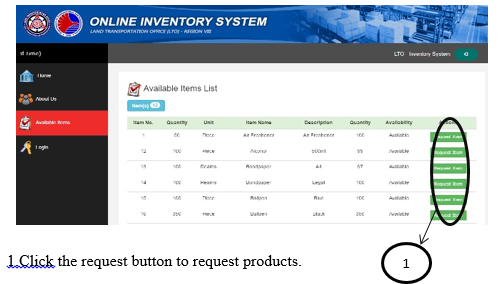 ONLINE INVENTORY SYSTEM
LAND TRANSPORTATION OFFICE (LTO) - REGION VIII
LTO Inventory System
Home
About Us
Available Items
Login
Available Items List
Item(s) 12
Item No. Quantity Unit Item Name Description Quantity Availability
1 50 Piece Air Freshener Air Freshener 100 Available Request Item
12 100 Piece Alcohol 500ml 99 Available Request Item
13 100 Reams Bondpaper A4 97 Available Request Item
14 100 Reams Bondpaper Legal 100 Available Request Item
15 100 Piece Ballpen Blue 100 Available Request Item
16 250 Piece Ballpen Black 250 Available Request Item
1.Click the request button to request products.
1